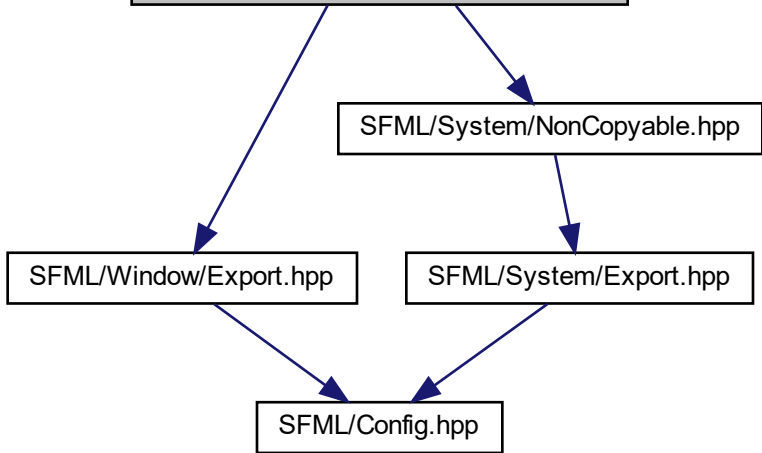 SFML/System/NonCopyable.hpp
SFML/Window/Export.hpp
SFML/System/Export.hpp
SFML/Config.hpp